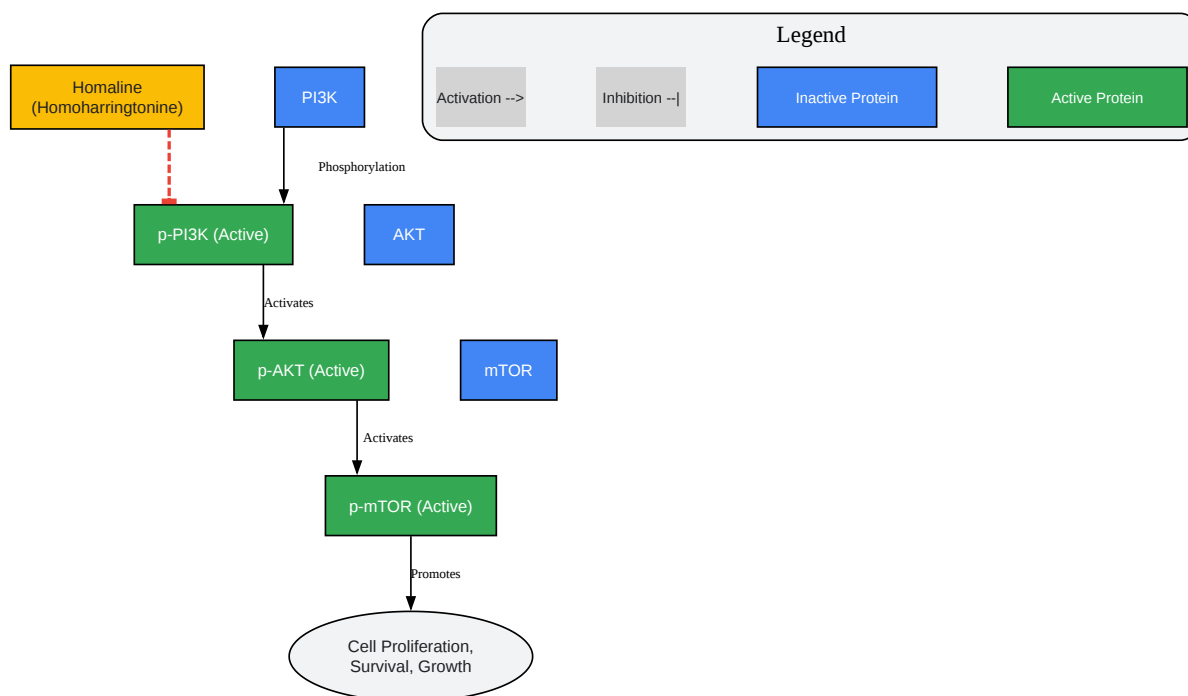 Legend
Homaline
(Homoharringtonine)
PI3K
Activation -->
Inhibition --|
Inactive Protein
Active Protein
Phosphorylation
p-PI3K (Active)
AKT
Activates
p-AKT (Active)
mTOR
Activates
p-mTOR (Active)
Promotes
Cell Proliferation,
Survival, Growth